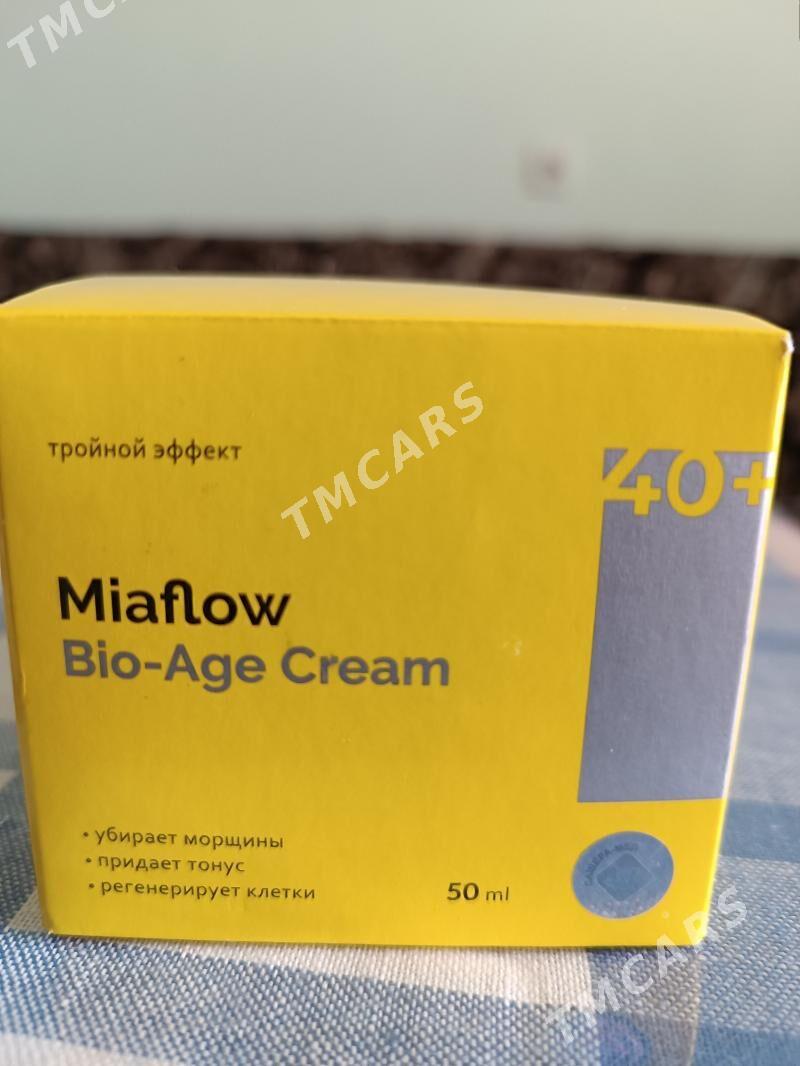 TMCARS
тройной эффект
40+
TMCARS
Miaflow
Bio-Age Cream
• убирает морщины
• придает тонус
• регенерирует клетки
50 ml
TMCARS